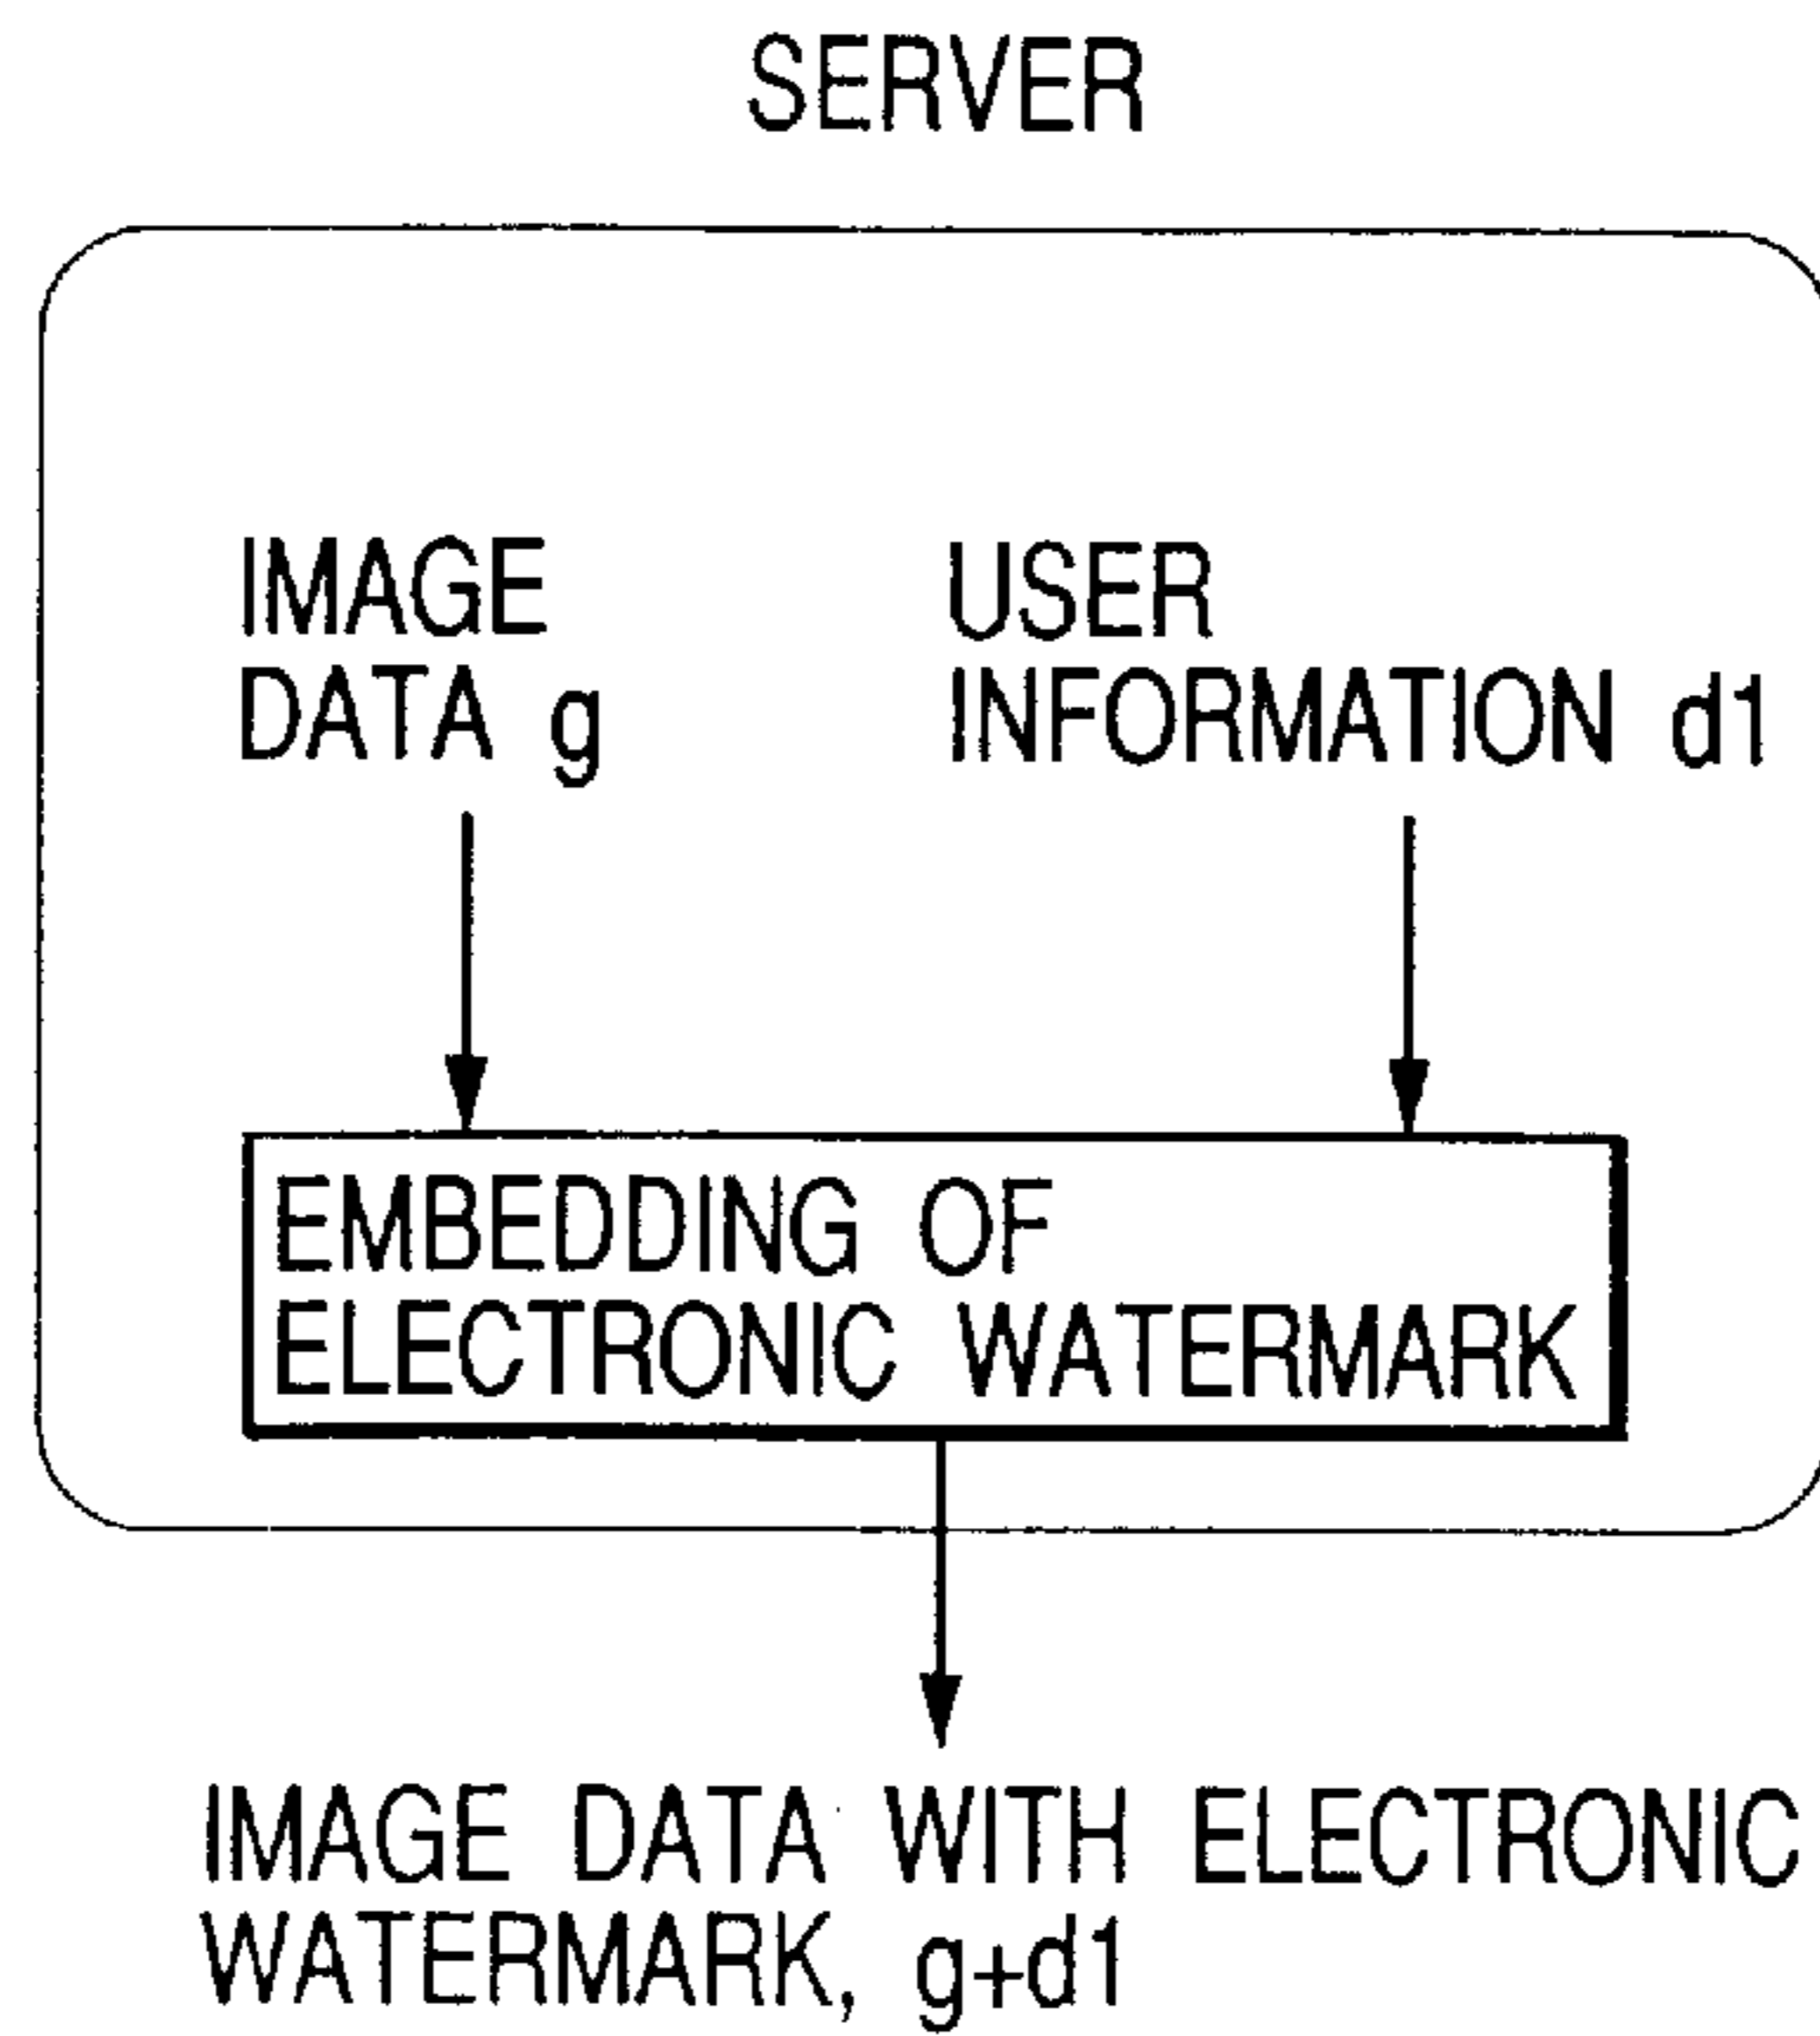 SERVER
IMAGE
DATA g
USER
INFORMATION d1
EMBEDDING OF
ELECTRONIC WATERMARK
IMAGE DATA WITH ELECTRONIC
WATERMARK, g+d1